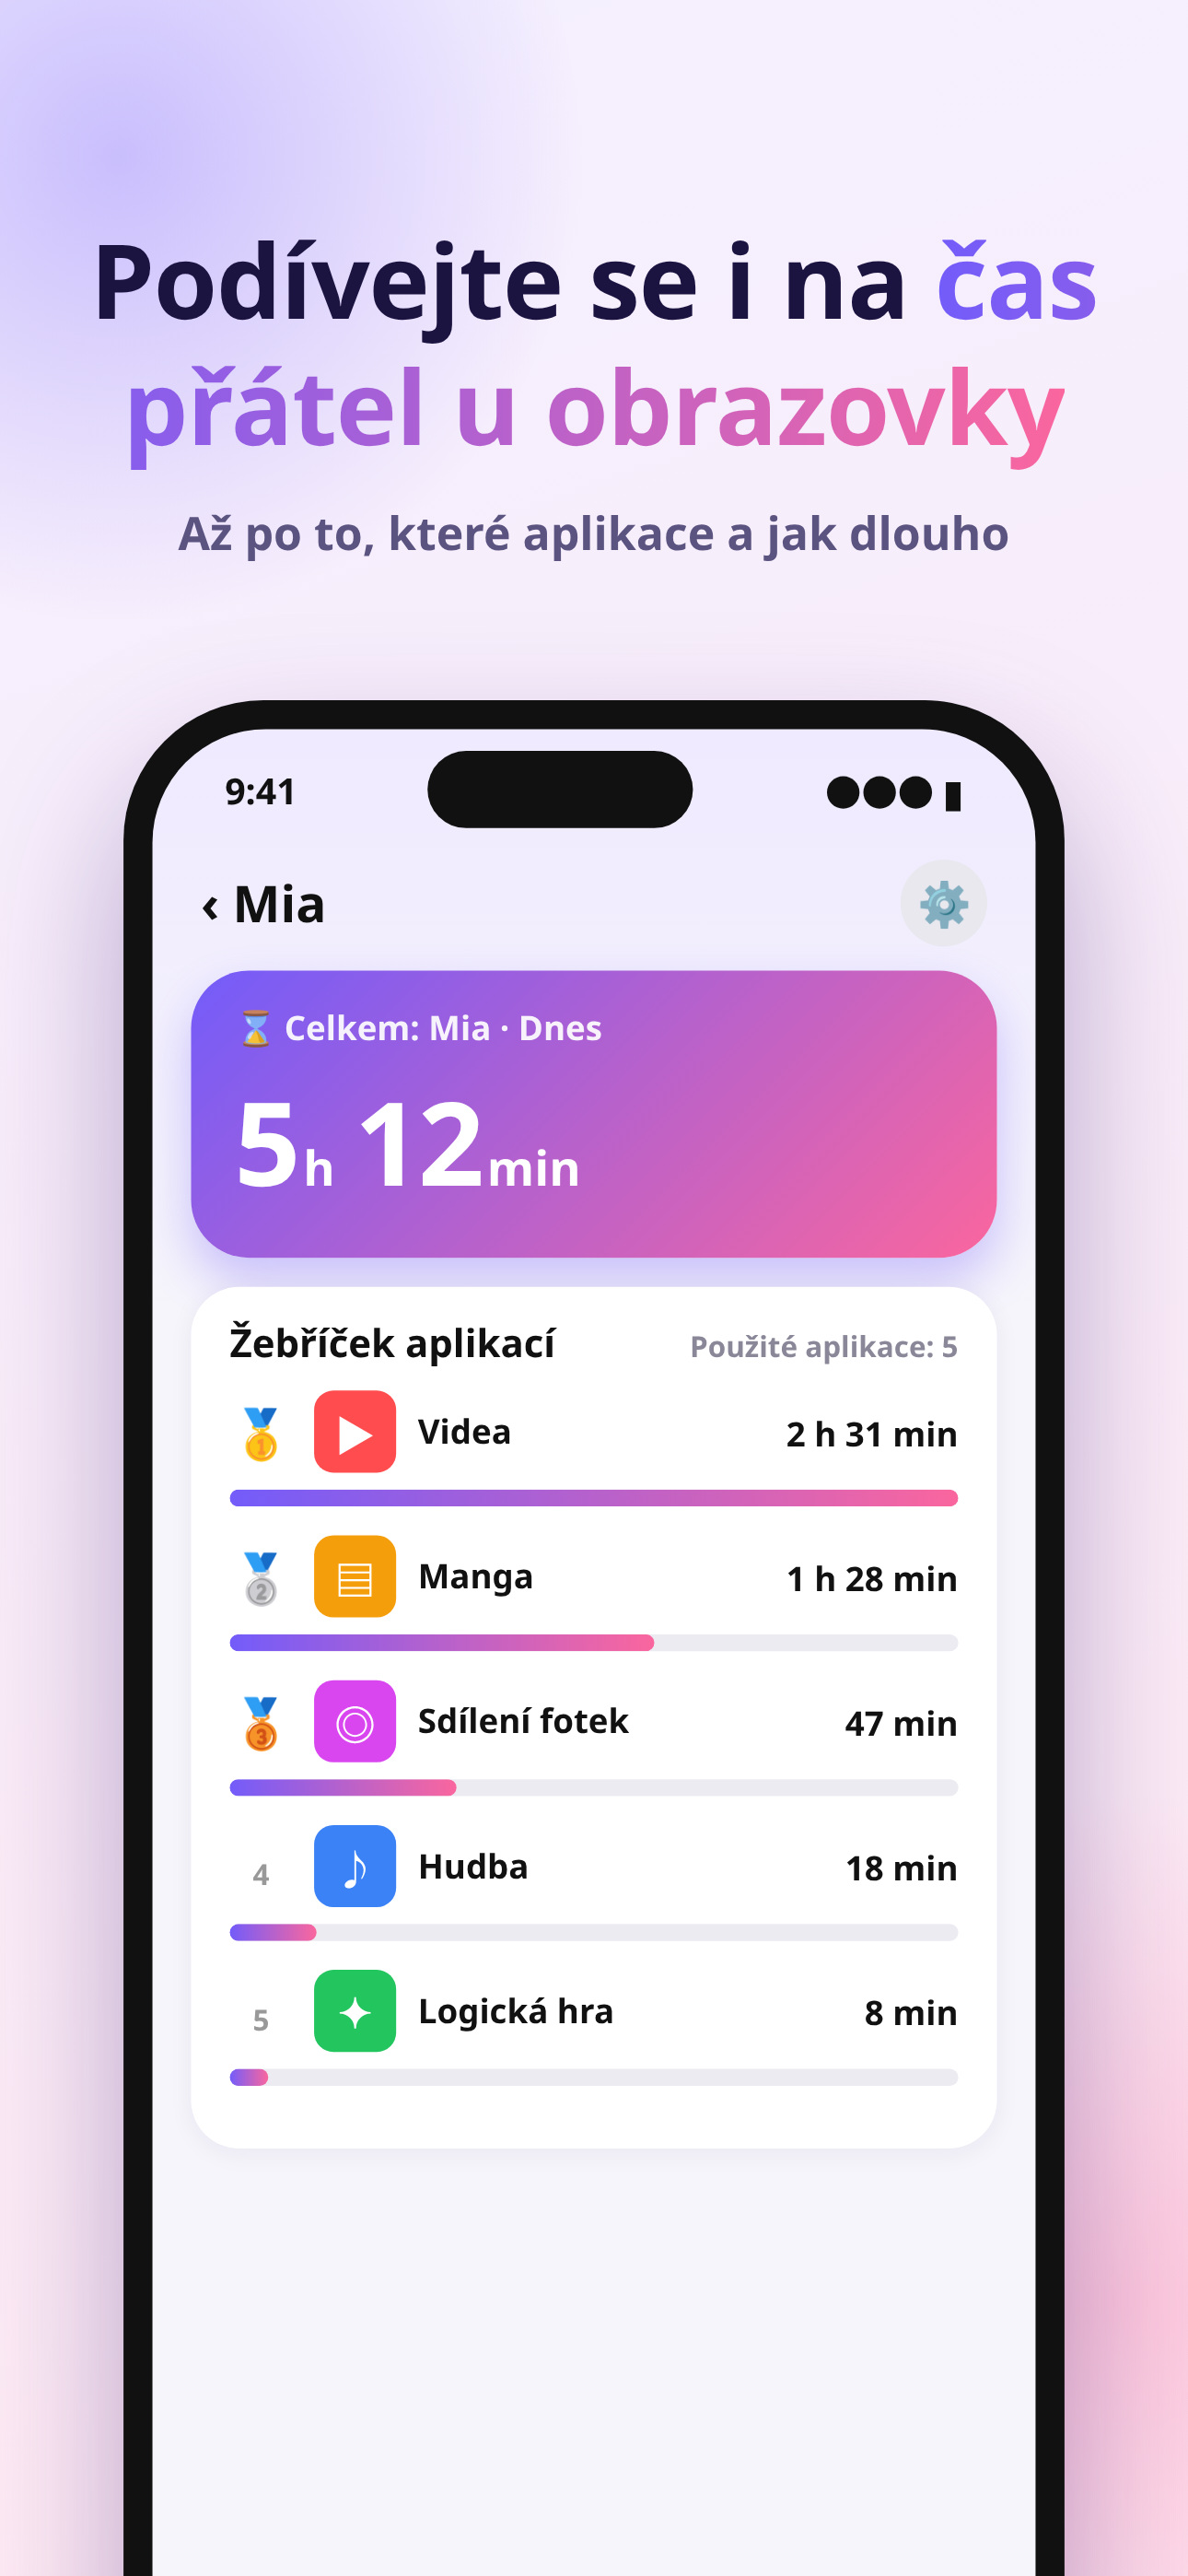 Podívejte se i na čas
přátel u obrazovky
Až po to, které aplikace a jak dlouho
9:41
‹ Mia
⌛ Celkem: Mia · Dnes
5h 12min
Žebříček aplikací
Použité aplikace: 5
🥇 Videa 2 h 31 min
🥈 Manga 1 h 28 min
🥉 Sdílení fotek 47 min
4 Hudba 18 min
5 Logická hra 8 min